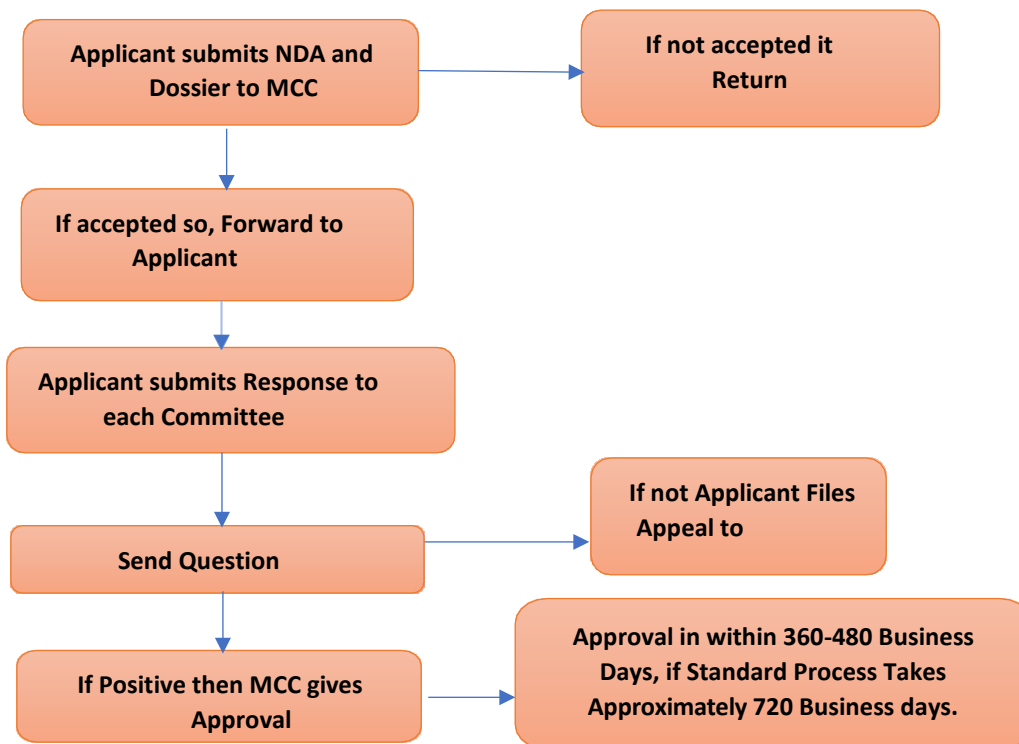 Applicant submits NDA and
Dossier to MCC
If not accepted it
Return
If accepted so, Forward to
Applicant
Applicant submits Response to
each Committee
Send Question
If not Applicant Files
Appeal to
If Positive then MCC gives
Approval
Approval in within 360-480 Business
Days, if Standard Process Takes
Approximately 720 Business days.